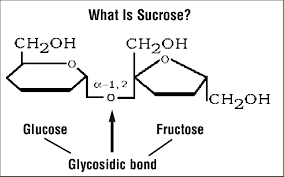 What Is Sucrose?
CH₂OH
CH₂OH
O
O
α-1, 2
O
CH₂OH
Glucose
Fructose
Glycosidic bond